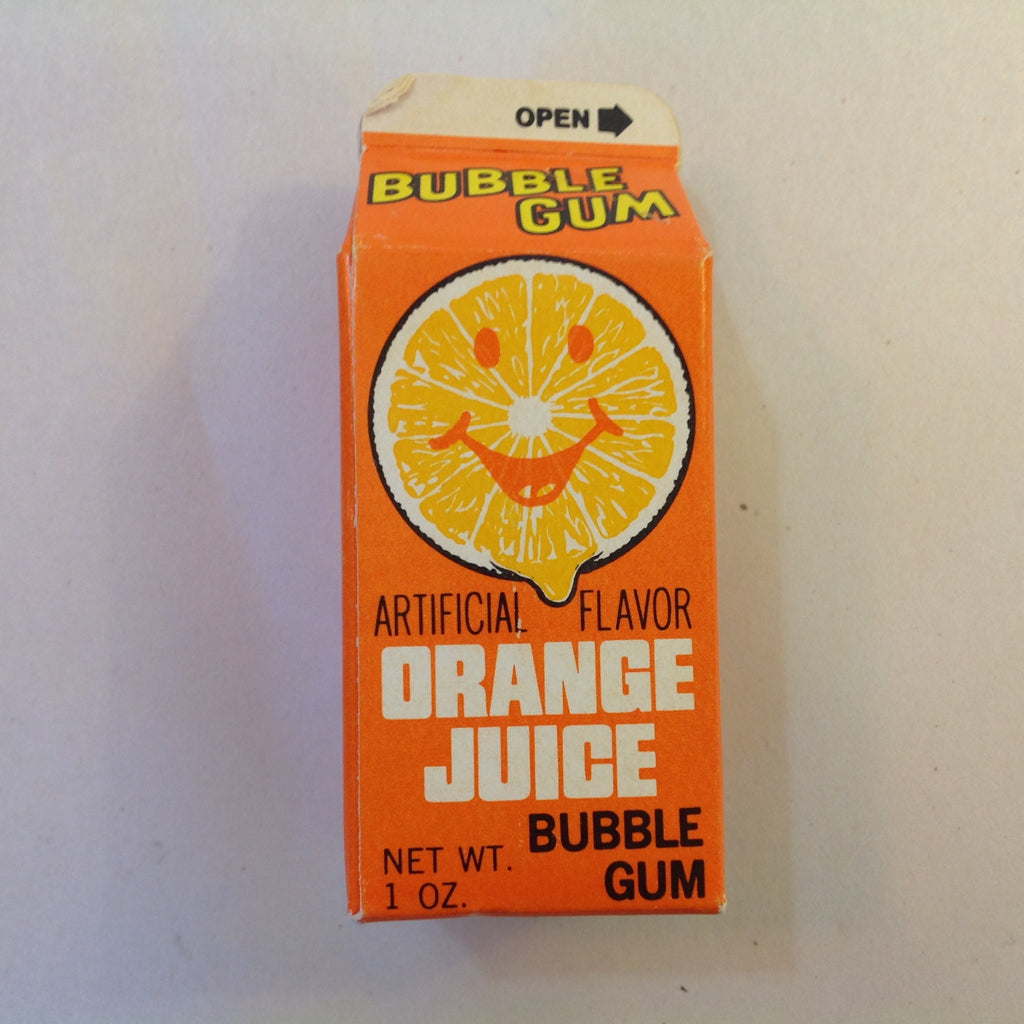 OPEN
BUBBLE
GUM
ARTIFICIAL FLAVOR
ORANGE
JUICE
BUBBLE
GUM
NET WT.
1 OZ.